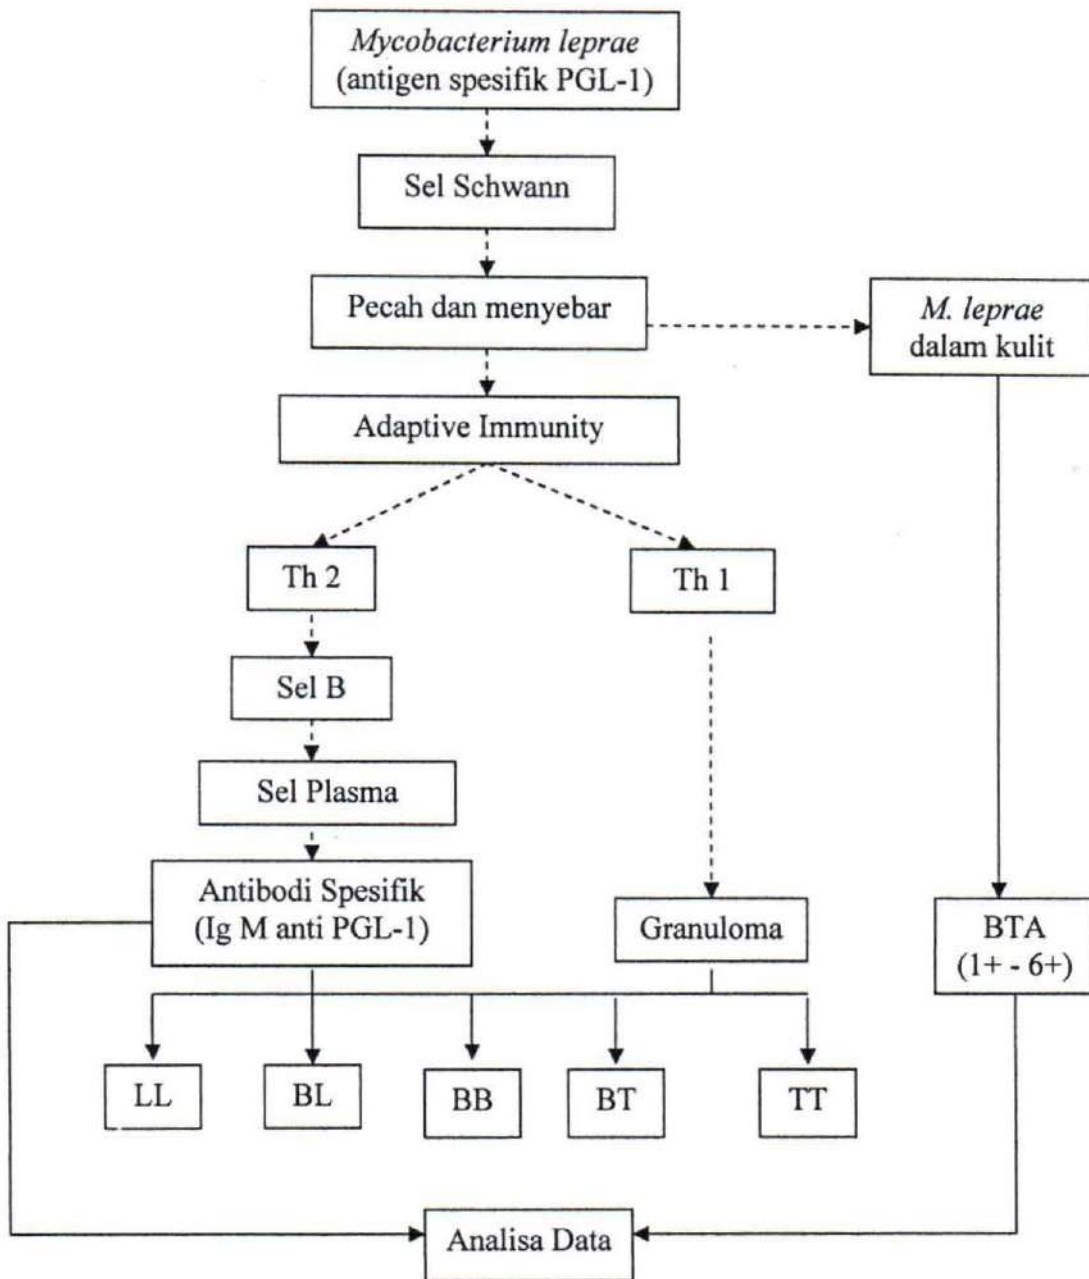 Mycobacterium leprae
(antigen spesifik PGL-1)
Sel Schwann
Pecah dan menyebar
M. leprae
dalam kulit
Adaptive Immunity
Th 2
Th 1
Sel B
Sel Plasma
Antibodi Spesifik
(Ig M anti PGL-1)
Granuloma
BTA
(1+ - 6+)
LL
BL
BB
BT
TT
Analisa Data